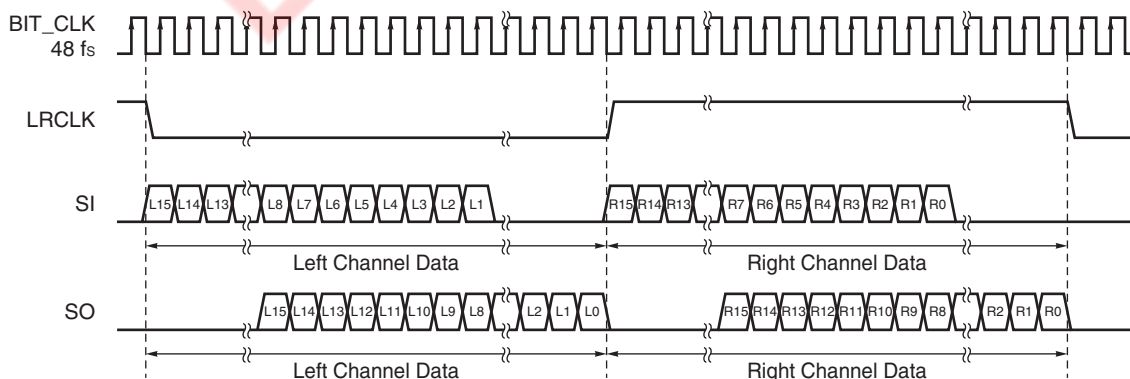 BIT_CLK
48 fs
LRCLK
SI
L15 L14 L13 L8 L7 L6 L5 L4 L3 L2 L1 R15 R14 R13 R7 R6 R5 R4 R3 R2 R1 R0
Left Channel Data Right Channel Data
SO
L15 L14 L13 L12 L11 L10 L9 L8 L2 L1 L0 R15 R14 R13 R12 R11 R10 R9 R8 R2 R1 R0
Left Channel Data Right Channel Data